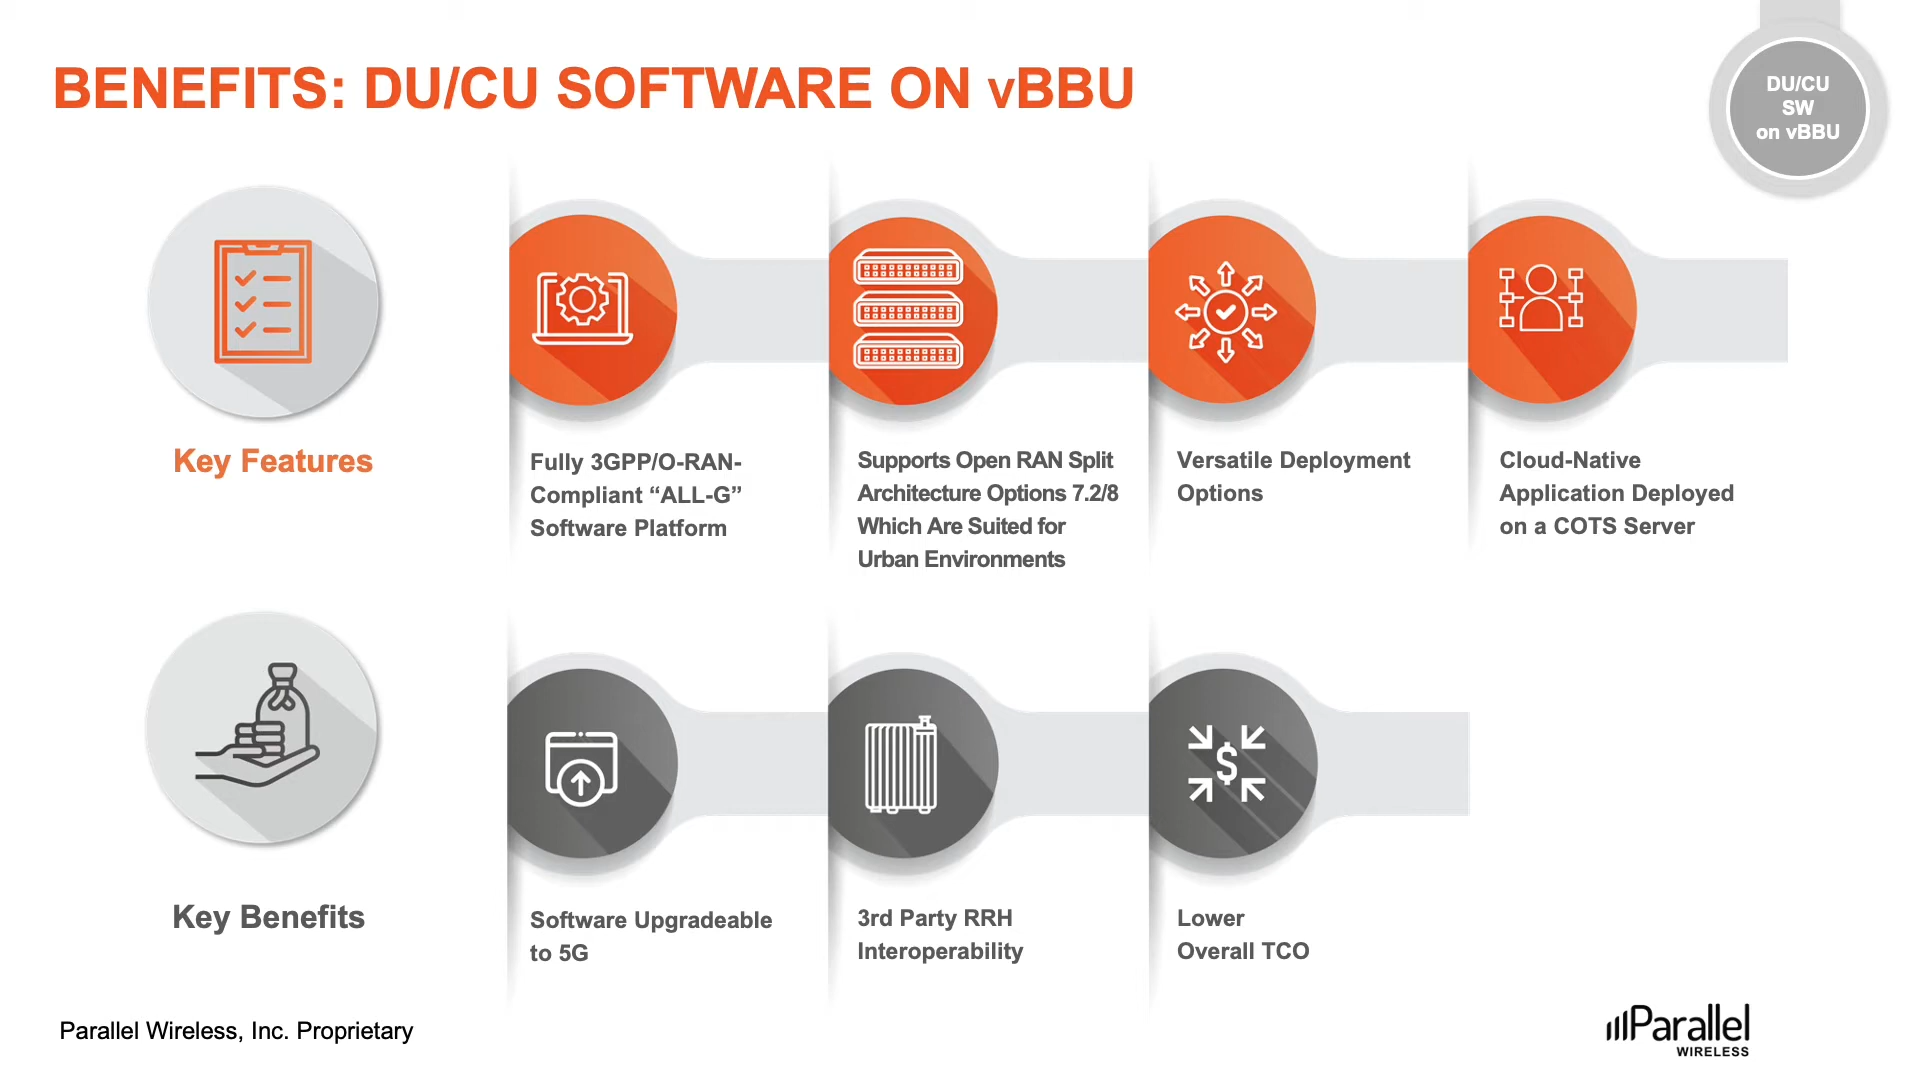 BENEFITS: DU/CU SOFTWARE ON vBBU
DU/CU
SW
on vBBU
Key Features
Fully 3GPP/O-RAN-
Compliant “ALL-G”
Software Platform
Supports Open RAN Split
Architecture Options 7.2/8
Which Are Suited for
Urban Environments
Versatile Deployment
Options
Cloud-Native
Application Deployed
on a COTS Server
$
Key Benefits
Software Upgradeable
to 5G
3rd Party RRH
Interoperability
Lower
Overall TCO
Parallel Wireless, Inc. Proprietary
Parallel
WIRELESS